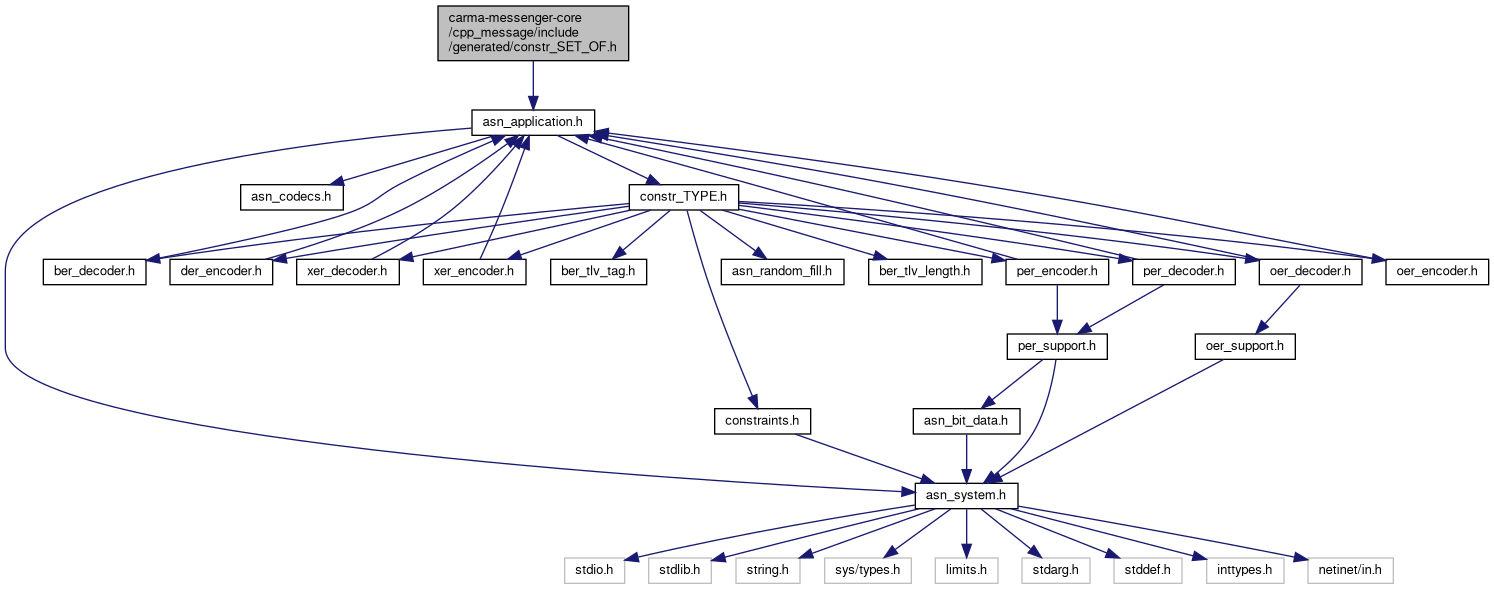 carma-messenger-core
/cpp_message/include
/generated/constr_SET_OF.h
asn_application.h
asn_codecs.h
constr_TYPE.h
ber_decoder.h
der_encoder.h
xer_decoder.h
xer_encoder.h
ber_tlv_tag.h
asn_random_fill.h
ber_tlv_length.h
per_encoder.h
per_decoder.h
oer_decoder.h
oer_encoder.h
per_support.h
oer_support.h
constraints.h
asn_bit_data.h
asn_system.h
stdio.h
stdlib.h
string.h
sys/types.h
limits.h
stdarg.h
stddef.h
inttypes.h
netinet/in.h